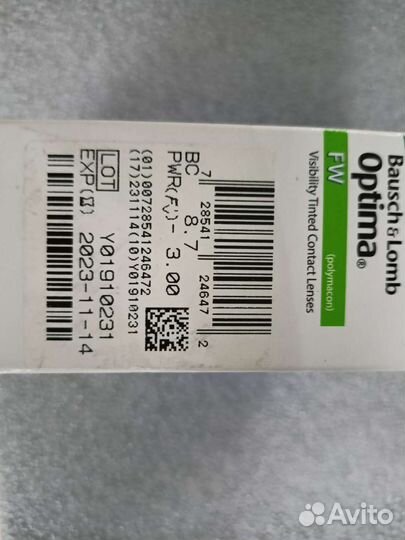 Bausch & Lomb
Optima®
FW (polymacon)
Visibility Tinted Contact Lenses
7 28541 24647 2
BC 8.7
PWR(F'v) - 3.00
(01)00728541246472
(17)231114(10)Y01910231
LOT Y01910231
EXP 2023-11-14
Avito